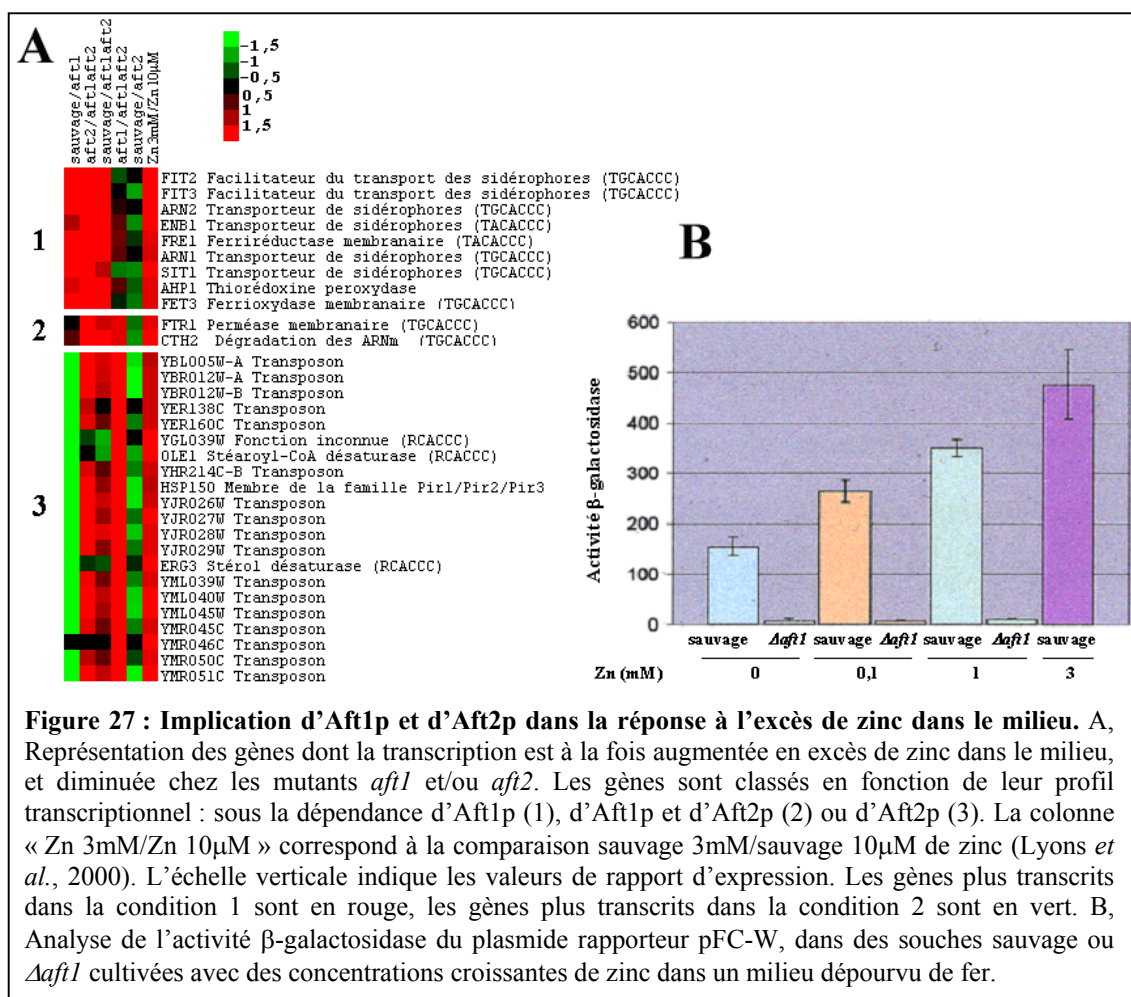 A
sauvage/aft1
aft2/aft1aft2
sauvage/aft1aft2
aft1/aft1aft2
sauvage/aft2
Zn 3mM/Zn 10µM
-1,5
-1
-0,5
0,5
1
1,5
1
FIT2 Facilitateur du transport des sidérophores (TGCACCC)
FIT3 Facilitateur du transport des sidérophores (TGCACCC)
ARN2 Transporteur de sidérophores (TGCACCC)
ENB1 Transporteur de sidérophores (TACACCC)
FRE1 Ferriréductase membranaire (TACACCC)
ARN1 Transporteur de sidérophores (TGCACCC)
SIT1 Transporteur de sidérophores (TGCACCC)
AHP1 Thiorédoxine peroxydase
FET3 Ferrioxydase membranaire (TGCACCC)
2
FTR1 Perméase membranaire (TGCACCC)
CTH2 Dégradation des ARNm (TGCACCC)
3
YBL005W-A Transposon
YBR012W-A Transposon
YBR012W-B Transposon
YER138C Transposon
YER160C Transposon
YGL039W Fonction inconnue (RCACCC)
OLE1 Stéaroyl-CoA désaturase (RCACCC)
YHR214C-B Transposon
HSP150 Membre de la famille Pir1/Pir2/Pir3
YJR026W Transposon
YJR027W Transposon
YJR028W Transposon
YJR029W Transposon
ERG3 Stérol désaturase (RCACCC)
YML039W Transposon
YML040W Transposon
YML045W Transposon
YMR045C Transposon
YMR046C Transposon
YMR050C Transposon
YMR051C Transposon
B
Activité β-galactosidase
600
500
400
300
200
100
0
sauvage Δaft1 sauvage Δaft1 sauvage Δaft1 sauvage
Zn (mM) 0 0,1 1 3
Figure 27 : Implication d'Aft1p et d'Aft2p dans la réponse à l'excès de zinc dans le milieu. A,
Représentation des gènes dont la transcription est à la fois augmentée en excès de zinc dans le milieu,
et diminuée chez les mutants aft1 et/ou aft2. Les gènes sont classés en fonction de leur profil
transcriptionnel : sous la dépendance d'Aft1p (1), d'Aft1p et d'Aft2p (2) ou d'Aft2p (3). La colonne
« Zn 3mM/Zn 10µM » correspond à la comparaison sauvage 3mM/sauvage 10µM de zinc (Lyons et
al., 2000). L'échelle verticale indique les valeurs de rapport d'expression. Les gènes plus transcrits
dans la condition 1 sont en rouge, les gènes plus transcrits dans la condition 2 sont en vert. B,
Analyse de l'activité β-galactosidase du plasmide rapporteur pFC-W, dans des souches sauvage ou
Δaft1 cultivées avec des concentrations croissantes de zinc dans un milieu dépourvu de fer.